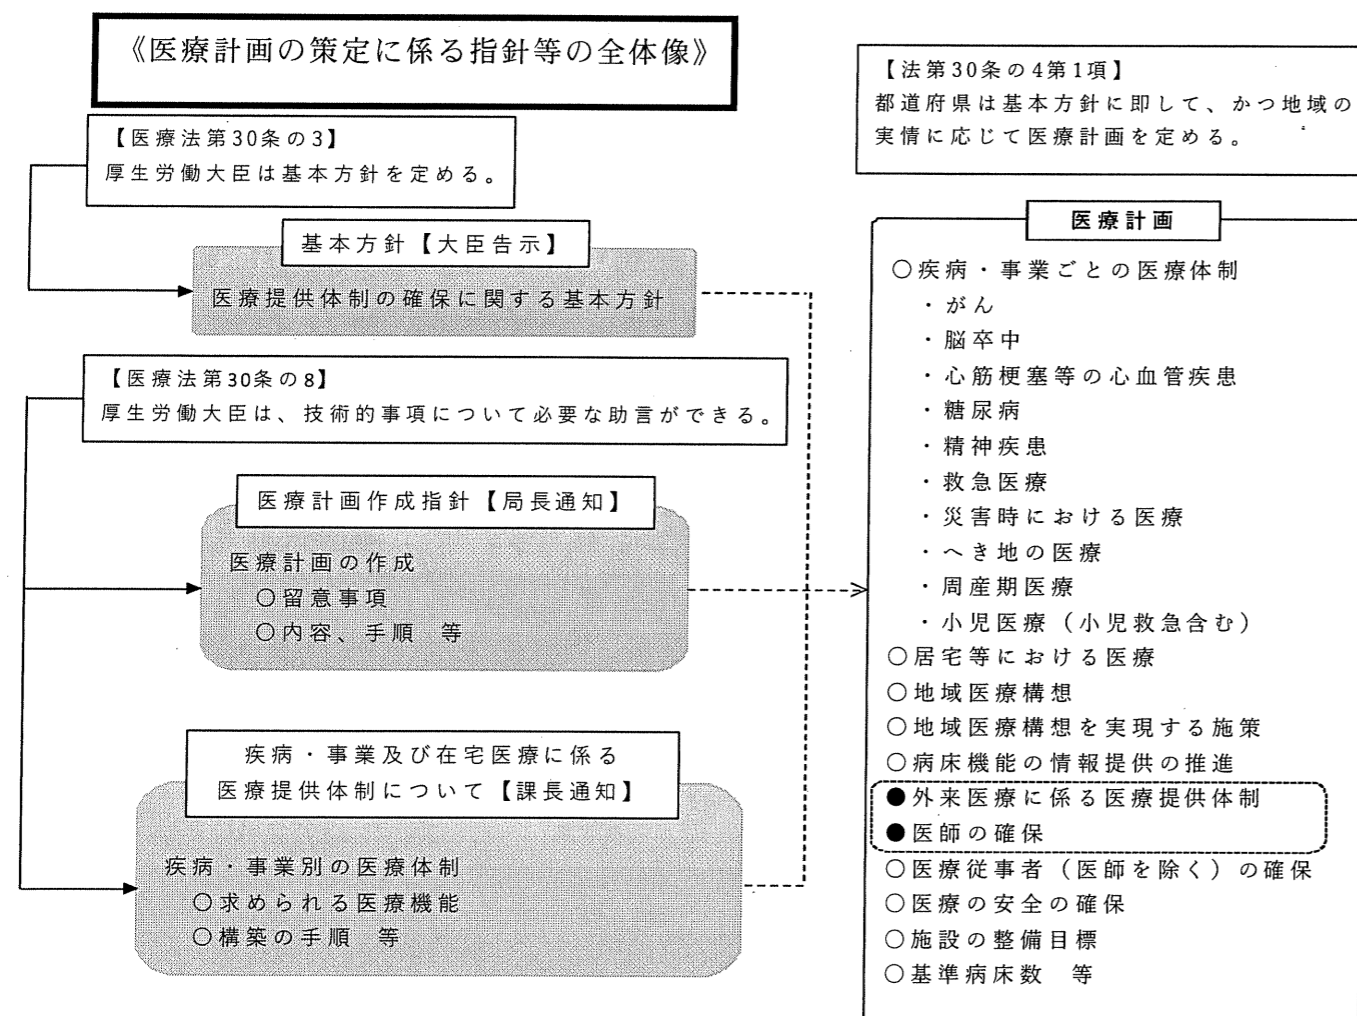 《医療計画の策定に係る指針等の全体像》
【医療法第30条の3】
厚生労働大臣は基本方針を定める。
基本方針【大臣告示】
医療提供体制の確保に関する基本方針
【医療法第30条の8】
厚生労働大臣は、技術的事項について必要な助言ができる。
医療計画作成指針【局長通知】
医療計画の作成
○留意事項
○内容、手順　等
疾病・事業及び在宅医療に係る
医療提供体制について【課長通知】
疾病・事業別の医療体制
○求められる医療機能
○構築の手順　等
【法第30条の4第1項】
都道府県は基本方針に即して、かつ地域の
実情に応じて医療計画を定める。
医療計画
○疾病・事業ごとの医療体制
・がん
・脳卒中
・心筋梗塞等の心血管疾患
・糖尿病
・精神疾患
・救急医療
・災害時における医療
・へき地の医療
・周産期医療
・小児医療（小児救急含む）
○居宅等における医療
○地域医療構想
○地域医療構想を実現する施策
○病床機能の情報提供の推進
●外来医療に係る医療提供体制
●医師の確保
○医療従事者（医師を除く）の確保
○医療の安全の確保
○施設の整備目標
○基準病床数　等